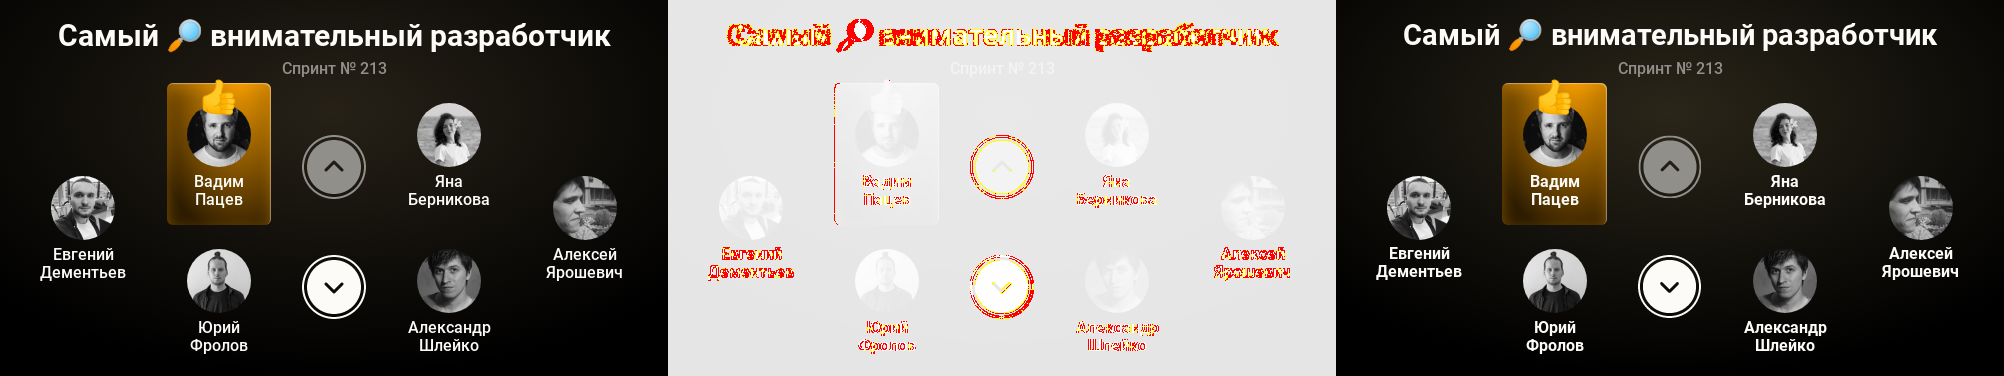 Самый 🔎 внимательный разработчик
Спринт № 213
Вадим
Пацев
Яна
Берникова
Евгений
Дементьев
Алексей
Ярошевич
Юрий
Фролов
Александр
Шлейко
Самый 🔎 внимательный разработчик
Спринт № 213
Вадим
Пацев
Яна
Берникова
Евгений
Дементьев
Алексей
Ярошевич
Юрий
Фролов
Александр
Шлейко
Самый 🔎 внимательный разработчик
Спринт № 213
Вадим
Пацев
Яна
Берникова
Евгений
Дементьев
Алексей
Ярошевич
Юрий
Фролов
Александр
Шлейко